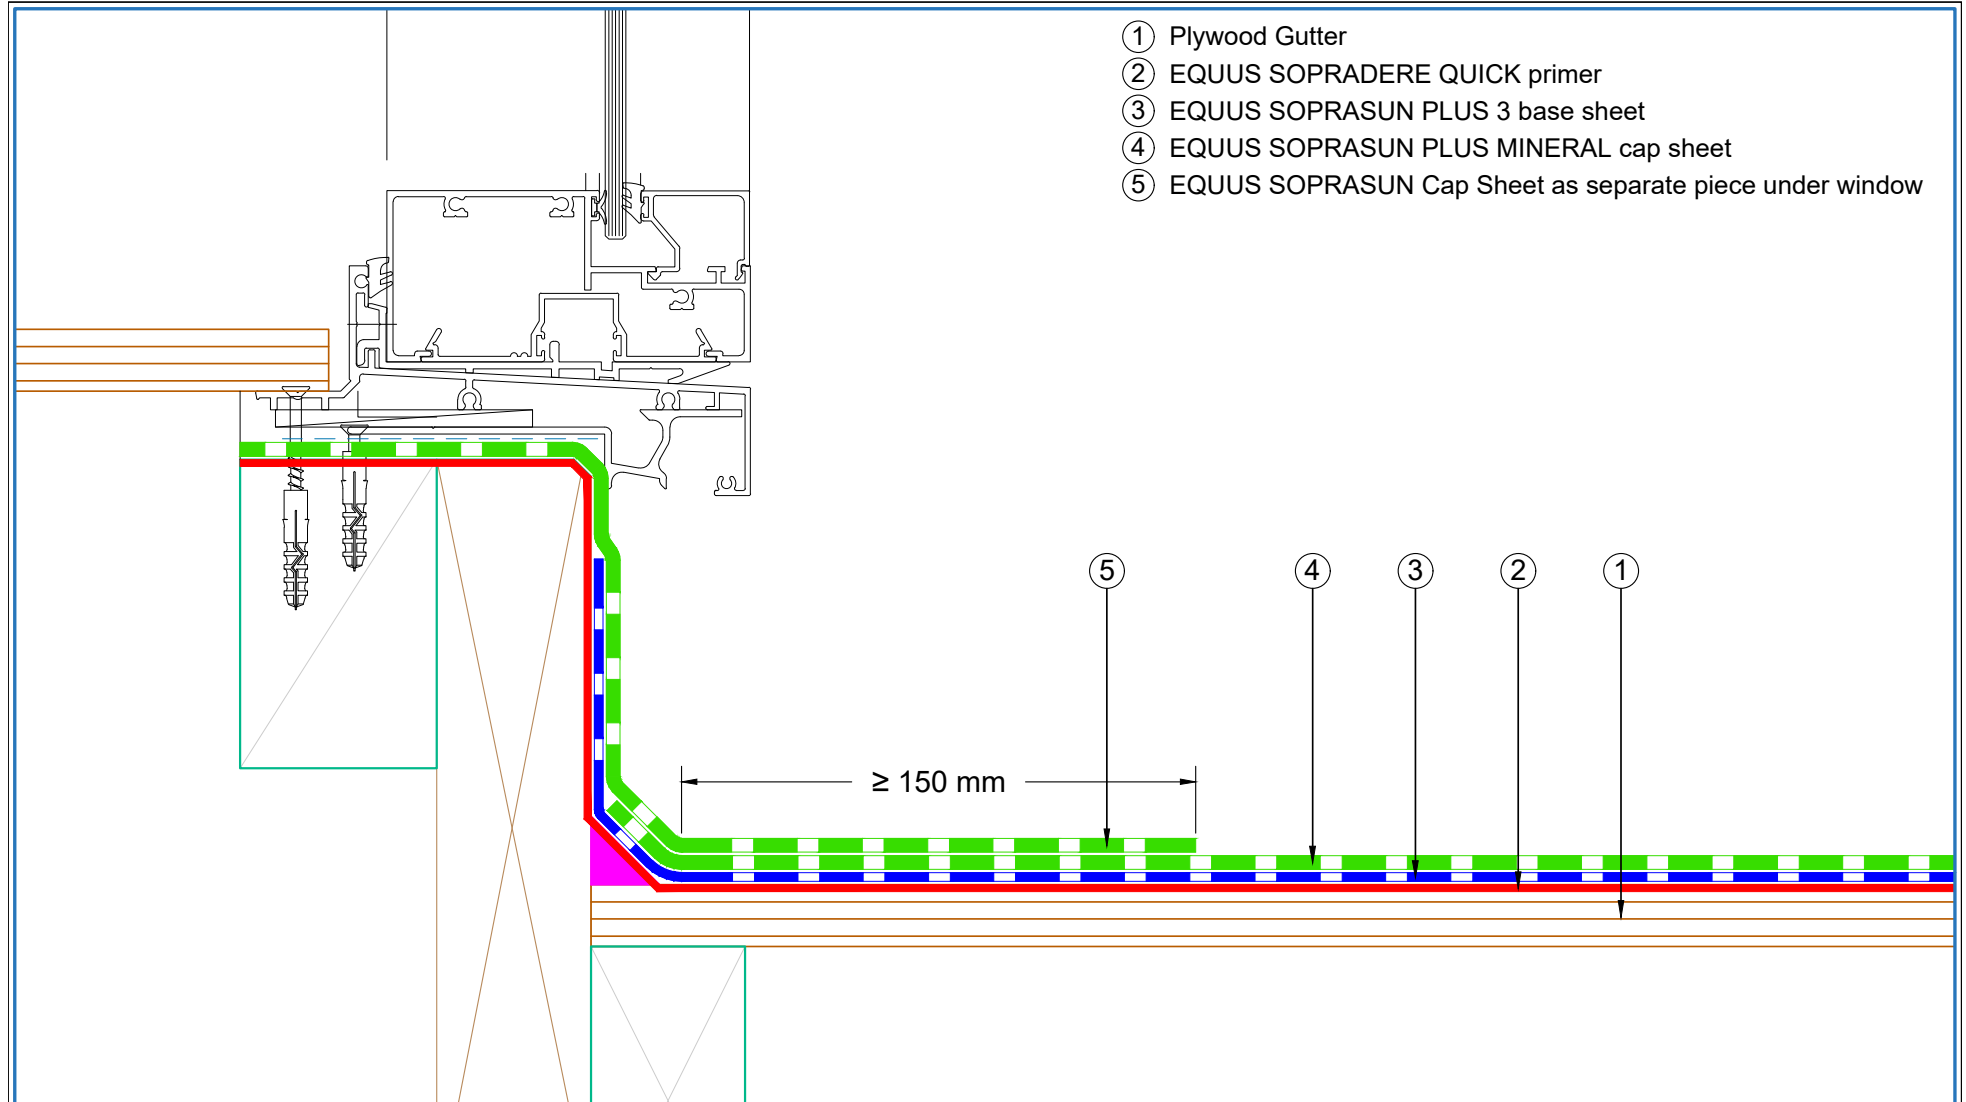 ① Plywood Gutter
② EQUUS SOPRADERE QUICK primer
③ EQUUS SOPRASUN PLUS 3 base sheet
④ EQUUS SOPRASUN PLUS MINERAL cap sheet
⑤ EQUUS SOPRASUN Cap Sheet as separate piece under window
⑤ ④ ③ ② ①
≥ 150 mm